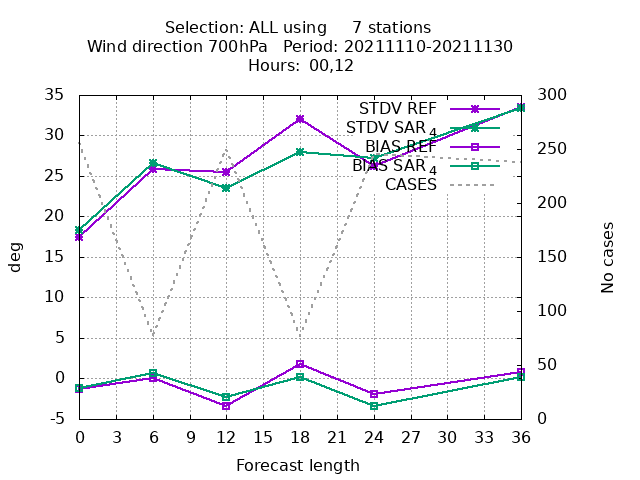 Selection: ALL using     7 stations
Wind direction 700hPa   Period: 20211110-20211130
Hours: 00,12
35
30
25
20
15
10
5
0
-5
300
250
200
150
100
50
0
STDV REF
STDV SAR 4
BIAS REF
BIAS SAR 4
CASES
deg
No cases
0 3 6 9 12 15 18 21 24 27 30 33 36
Forecast length